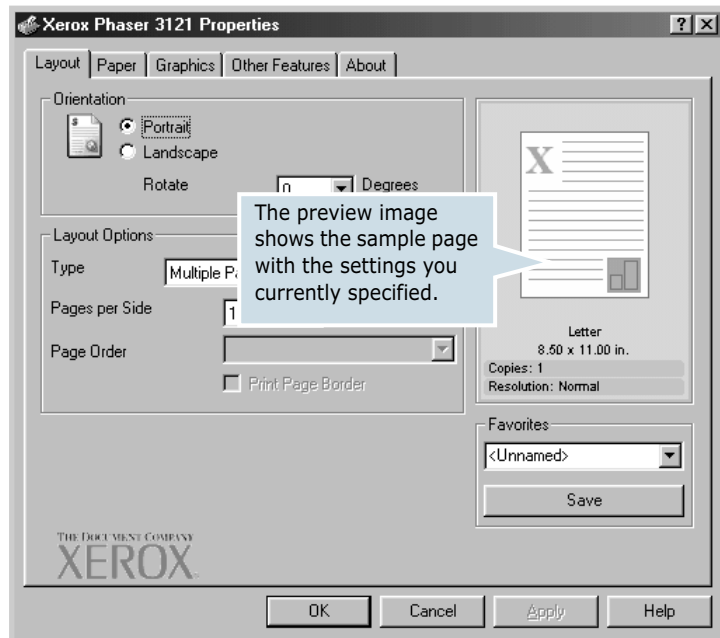 Xerox Phaser 3121 Properties
Layout Paper Graphics Other Features About
Orientation
Portrait
Landscape
Rotate 0 Degrees
Layout Options
Type Multiple
Pages per Side 1
Page Order
Print Page Border
The preview image
shows the sample page
with the settings you
currently specified.
X
Letter
8.50 x 11.00 in.
Copies: 1
Resolution: Normal
Favorites
<Unnamed>
Save
THE DOCUMENT COMPANY
XEROX
OK Cancel Apply Help